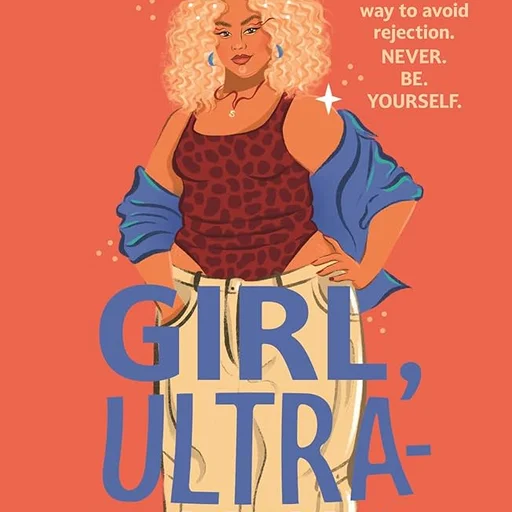 way to avoid
rejection.
NEVER.
BE.
YOURSELF.
GIRL,
ULTRA-